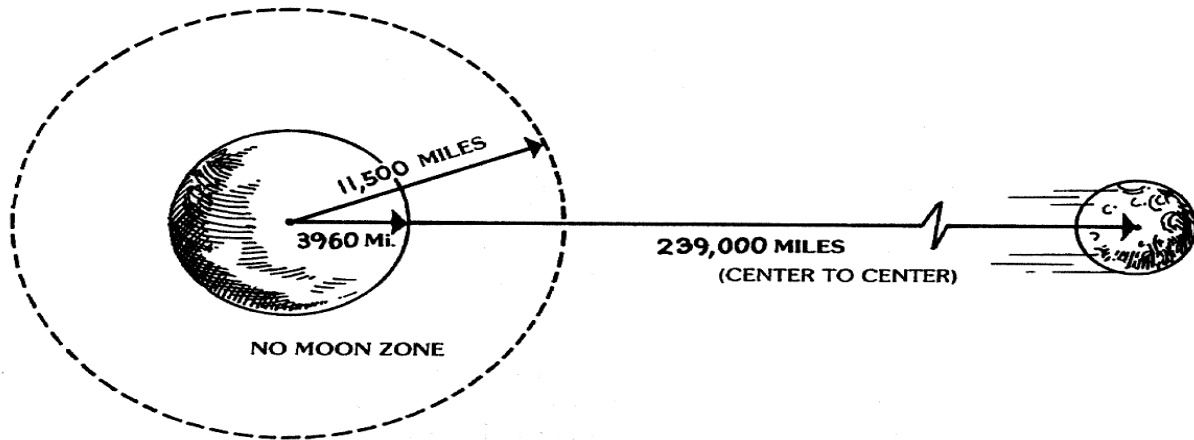 11,500 MILES
3960 Mi.
239,000 MILES
(CENTER TO CENTER)
NO MOON ZONE